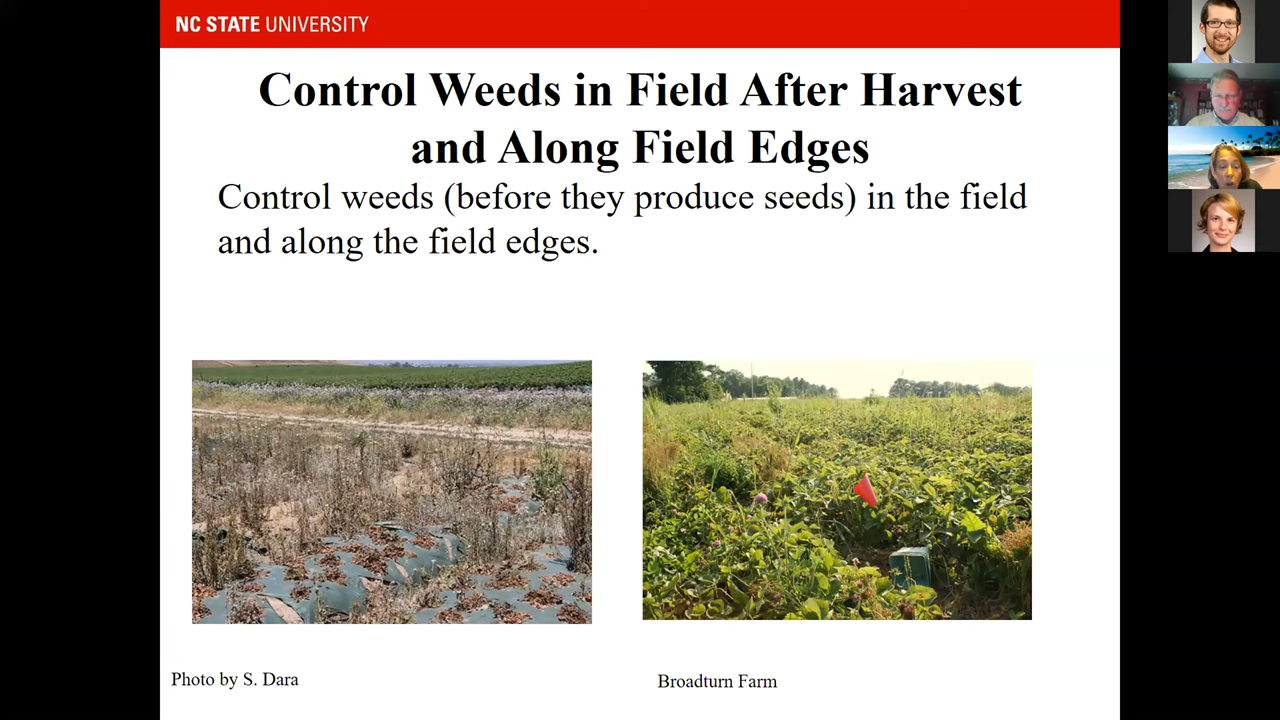 NC STATE UNIVERSITY
Control Weeds in Field After Harvest
and Along Field Edges
Control weeds (before they produce seeds) in the field
and along the field edges.
Photo by S. Dara
Broadturn Farm